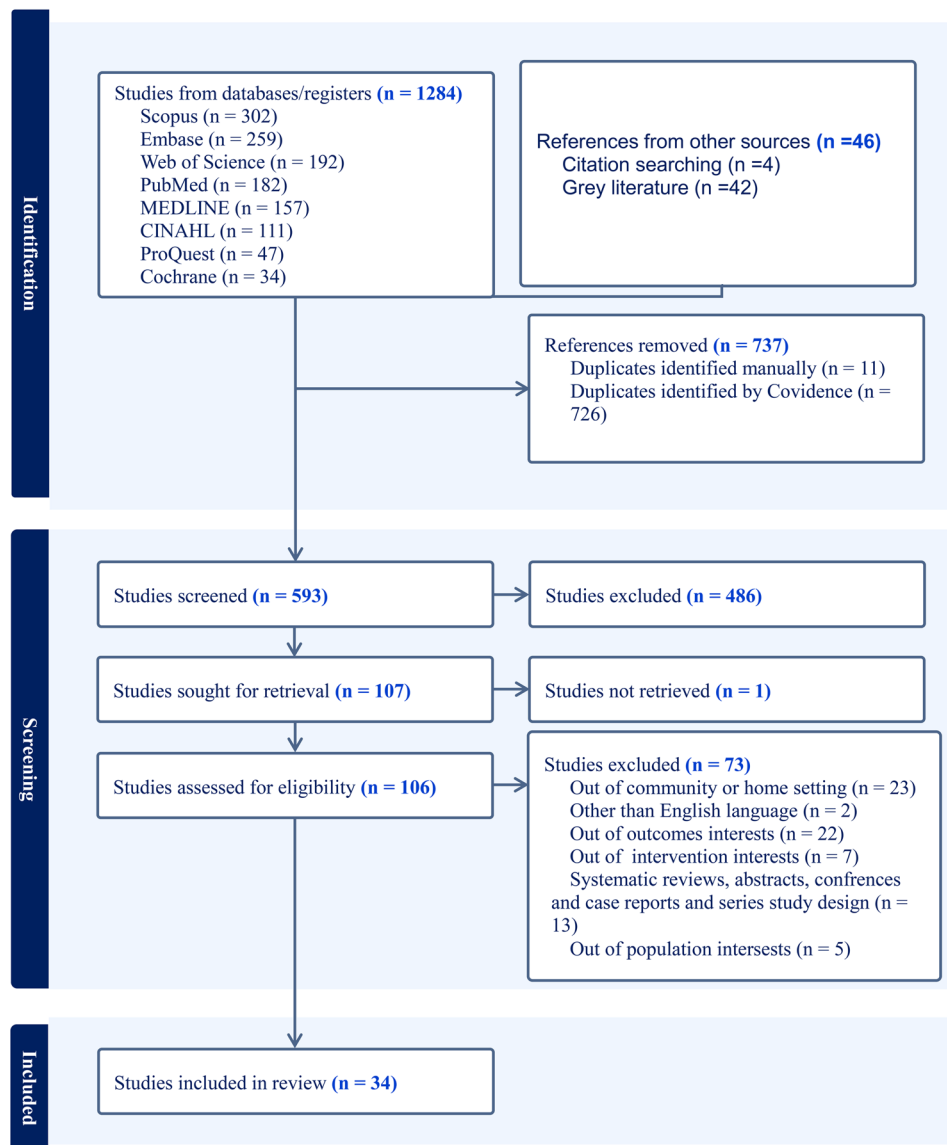 Identification
Studies from databases/registers (n = 1284)
Scopus (n = 302)
Embase (n = 259)
Web of Science (n = 192)
PubMed (n = 182)
MEDLINE (n = 157)
CINAHL (n = 111)
ProQuest (n = 47)
Cochrane (n = 34)
References from other sources (n =46)
Citation searching (n =4)
Grey literature (n =42)
References removed (n = 737)
Duplicates identified manually (n = 11)
Duplicates identified by Covidence (n =
726)
Screening
Studies screened (n = 593)
Studies excluded (n = 486)
Studies sought for retrieval (n = 107)
Studies not retrieved (n = 1)
Studies assessed for eligibility (n = 106)
Studies excluded (n = 73)
Out of community or home setting (n = 23)
Other than English language (n = 2)
Out of outcomes interests (n = 22)
Out of intervention interests (n = 7)
Systematic reviews, abstracts, confrences
and case reports and series study design (n =
13)
Out of population intersests (n = 5)
Included
Studies included in review (n = 34)